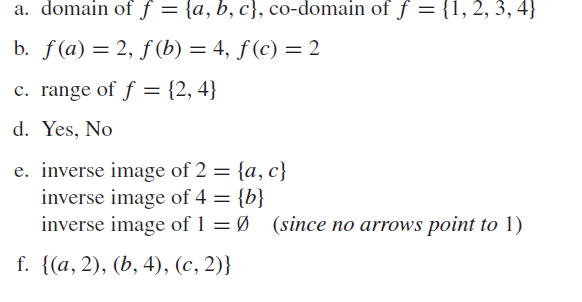 a. domain of f = {a, b, c}, co-domain of f = {1, 2, 3, 4}
b. f(a) = 2, f(b) = 4, f(c) = 2
c. range of f = {2, 4}
d. Yes, No
e. inverse image of 2 = {a, c}
inverse image of 4 = {b}
inverse image of 1 = Ø (since no arrows point to 1)
f. {(a, 2), (b, 4), (c, 2)}